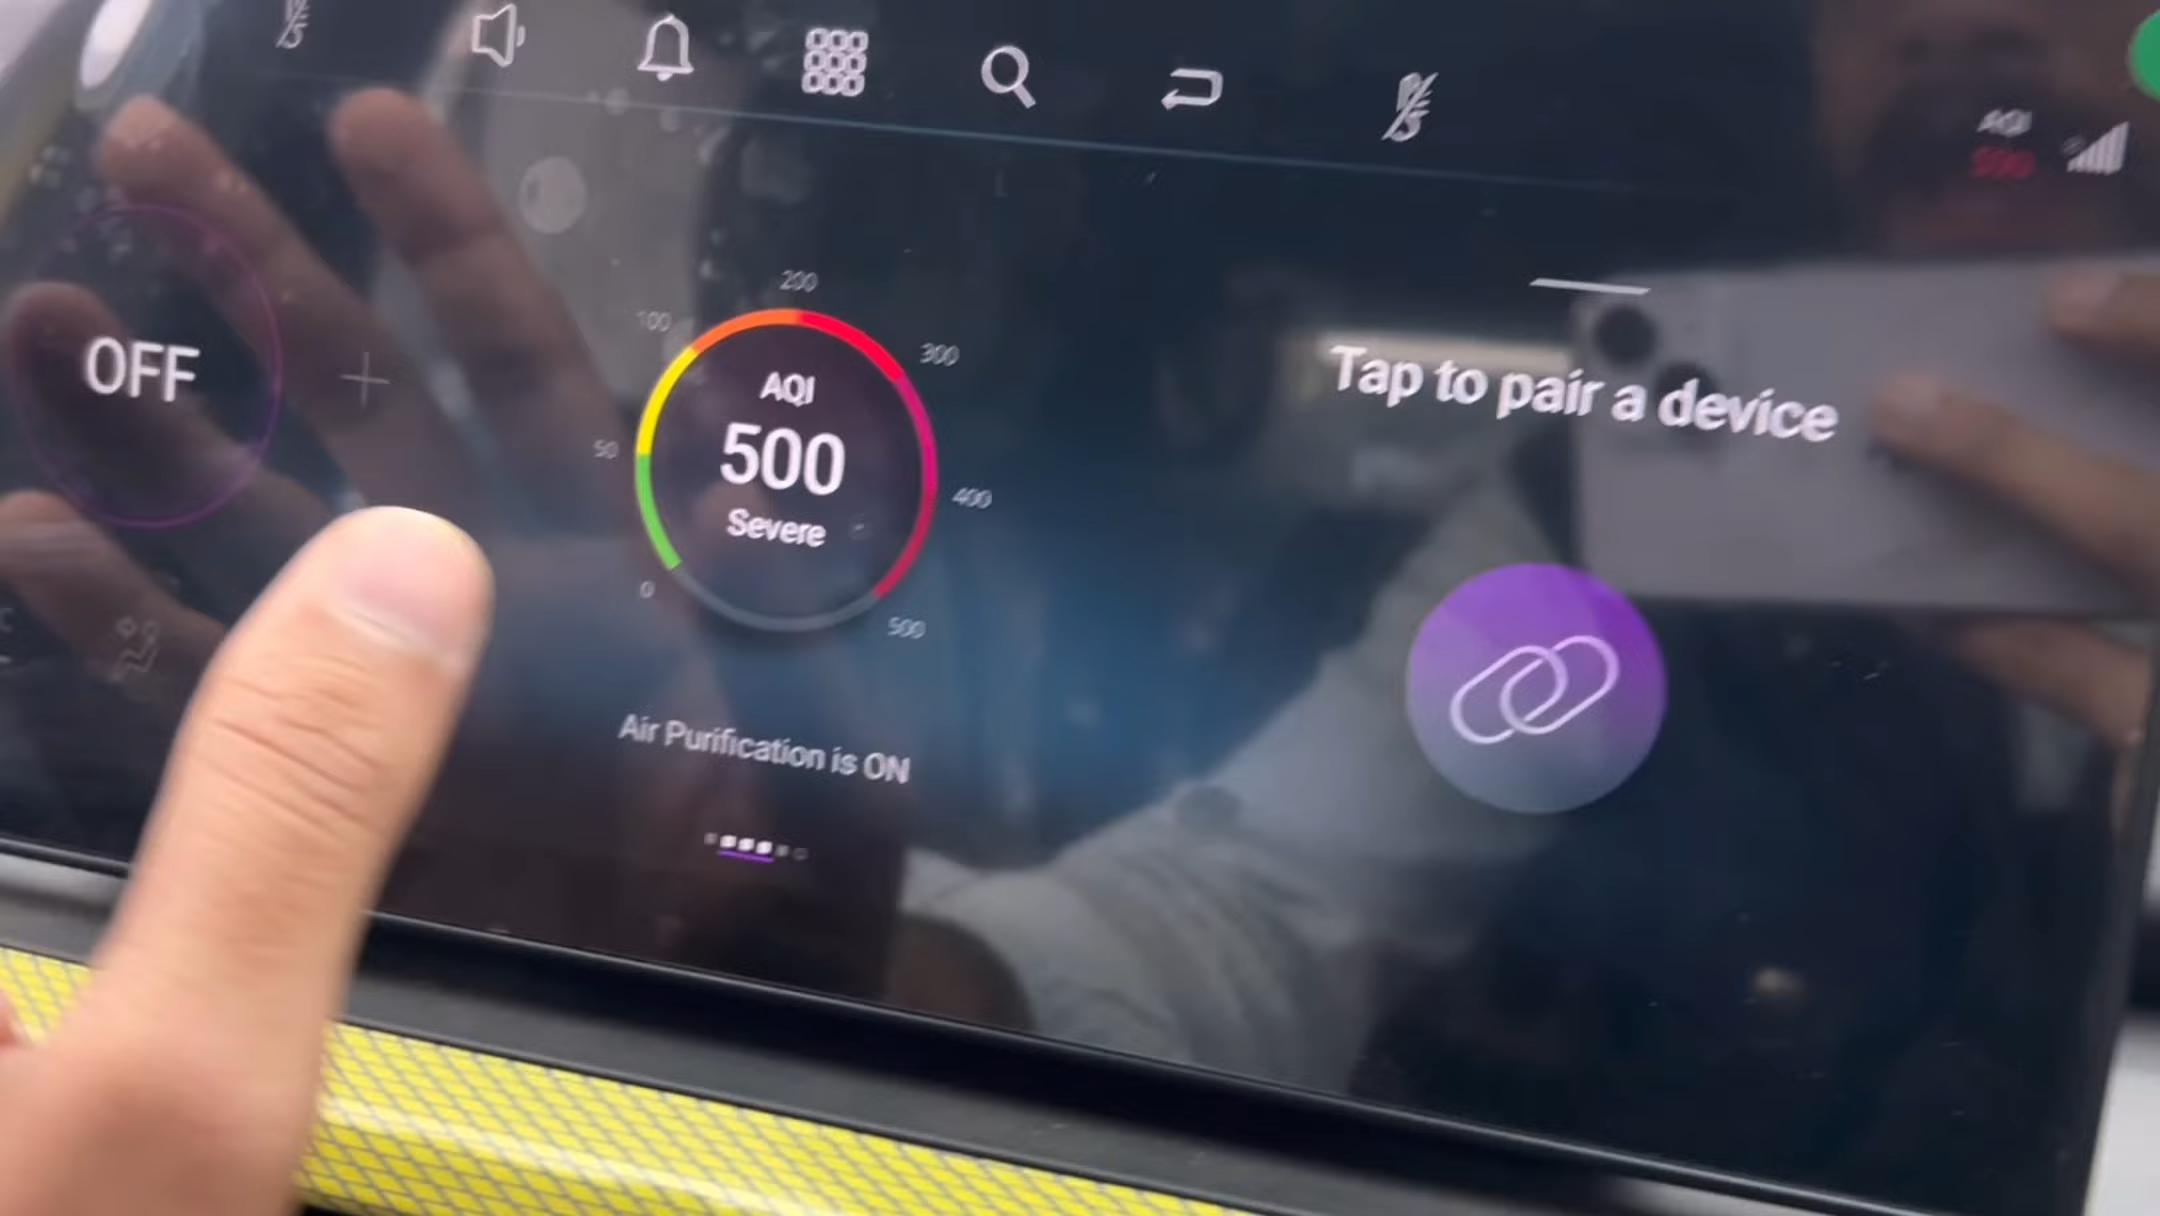 AQI
500
200
100
300
OFF
AQI
50
500
400
Severe
0
500
Tap to pair a device
Air Purification is ON